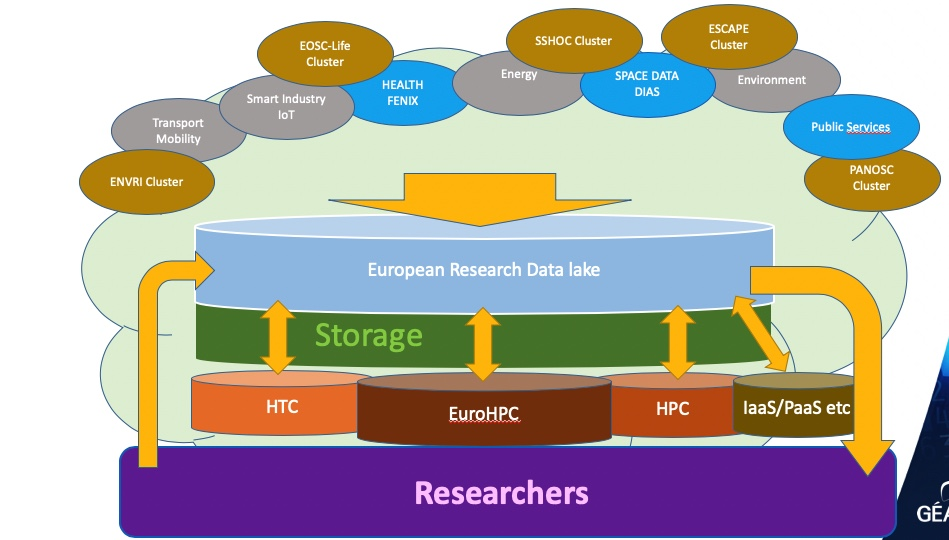 EOSC-Life
Cluster
SSHOC Cluster
ESCAPE
Cluster
Energy
SPACE DATA
DIAS
Environment
HEALTH
FENIX
Smart Industry
IoT
Transport
Mobility
Public Services
ENVRI Cluster
PANOSC
Cluster
European Research Data lake
Storage
HTC
EuroHPC
HPC
IaaS/PaaS etc
Researchers